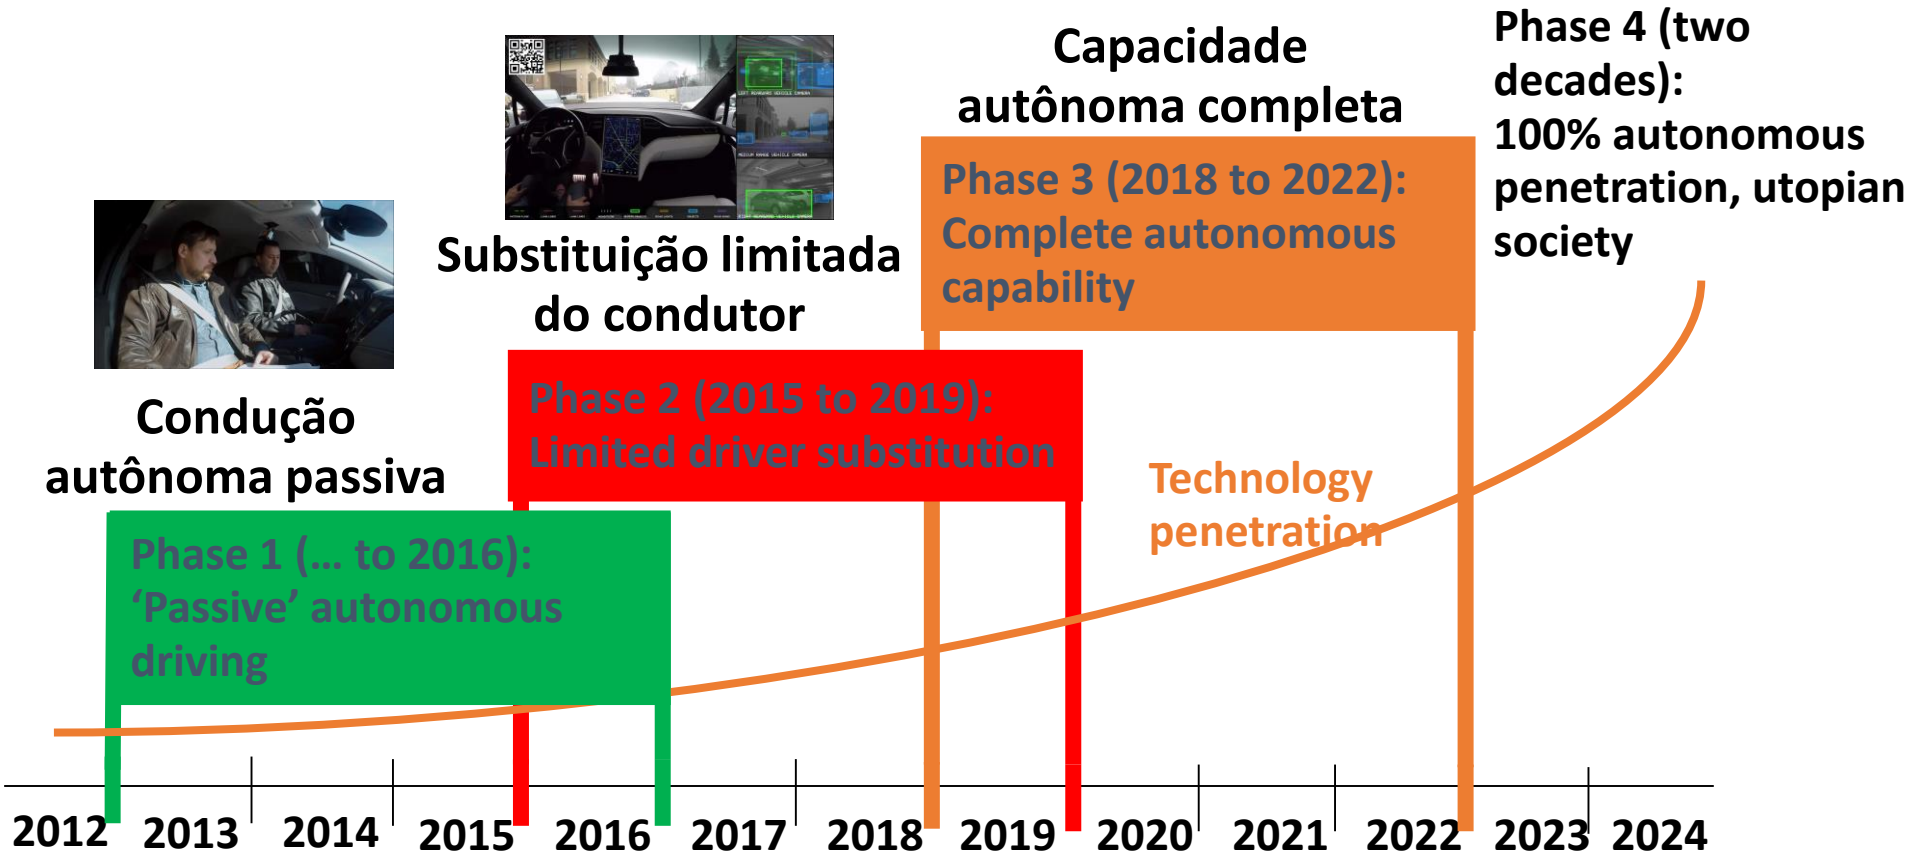 Condução
autônoma passiva
Phase 1 (... to 2016):
‘Passive’ autonomous
driving
Substituição limitada
do condutor
Phase 2 (2015 to 2019):
Limited driver substitution
Capacidade
autônoma completa
Phase 3 (2018 to 2022):
Complete autonomous
capability
Phase 4 (two
decades):
100% autonomous
penetration, utopian
society
Technology
penetration
2012 2013 2014 2015 2016 2017 2018 2019 2020 2021 2022 2023 2024